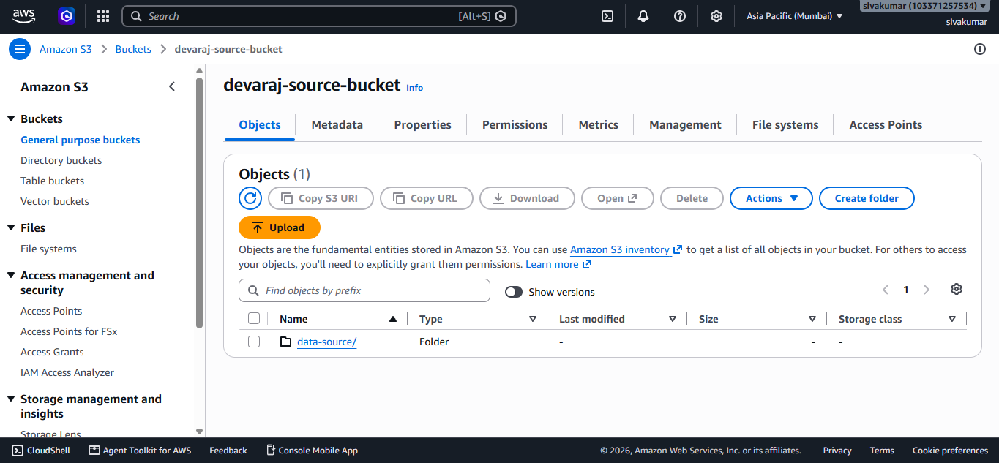 aws
Search [Alt+S]
Asia Pacific (Mumbai)
sivakumar (103371257534)
sivakumar
Amazon S3 Buckets devaraj-source-bucket
Amazon S3
Buckets
General purpose buckets
Directory buckets
Table buckets
Vector buckets
Files
File systems
Access management and
security
Access Points
Access Points for FSx
Access Grants
IAM Access Analyzer
Storage management and
insights
Storage Lens
devaraj-source-bucket Info
Objects Metadata Properties Permissions Metrics Management File systems Access Points
Objects (1)
Copy S3 URI Copy URL Download Open Delete Actions Create folder
Upload
Objects are the fundamental entities stored in Amazon S3. You can use Amazon S3 inventory to get a list of all objects in your bucket. For others to access
your objects, you'll need to explicitly grant them permissions. Learn more
Find objects by prefix Show versions 1
Name Type Last modified Size Storage class
data-source/ Folder - - -
CloudShell Agent Toolkit for AWS Feedback Console Mobile App © 2026, Amazon Web Services, Inc. or its affiliates. Privacy Terms Cookie preferences